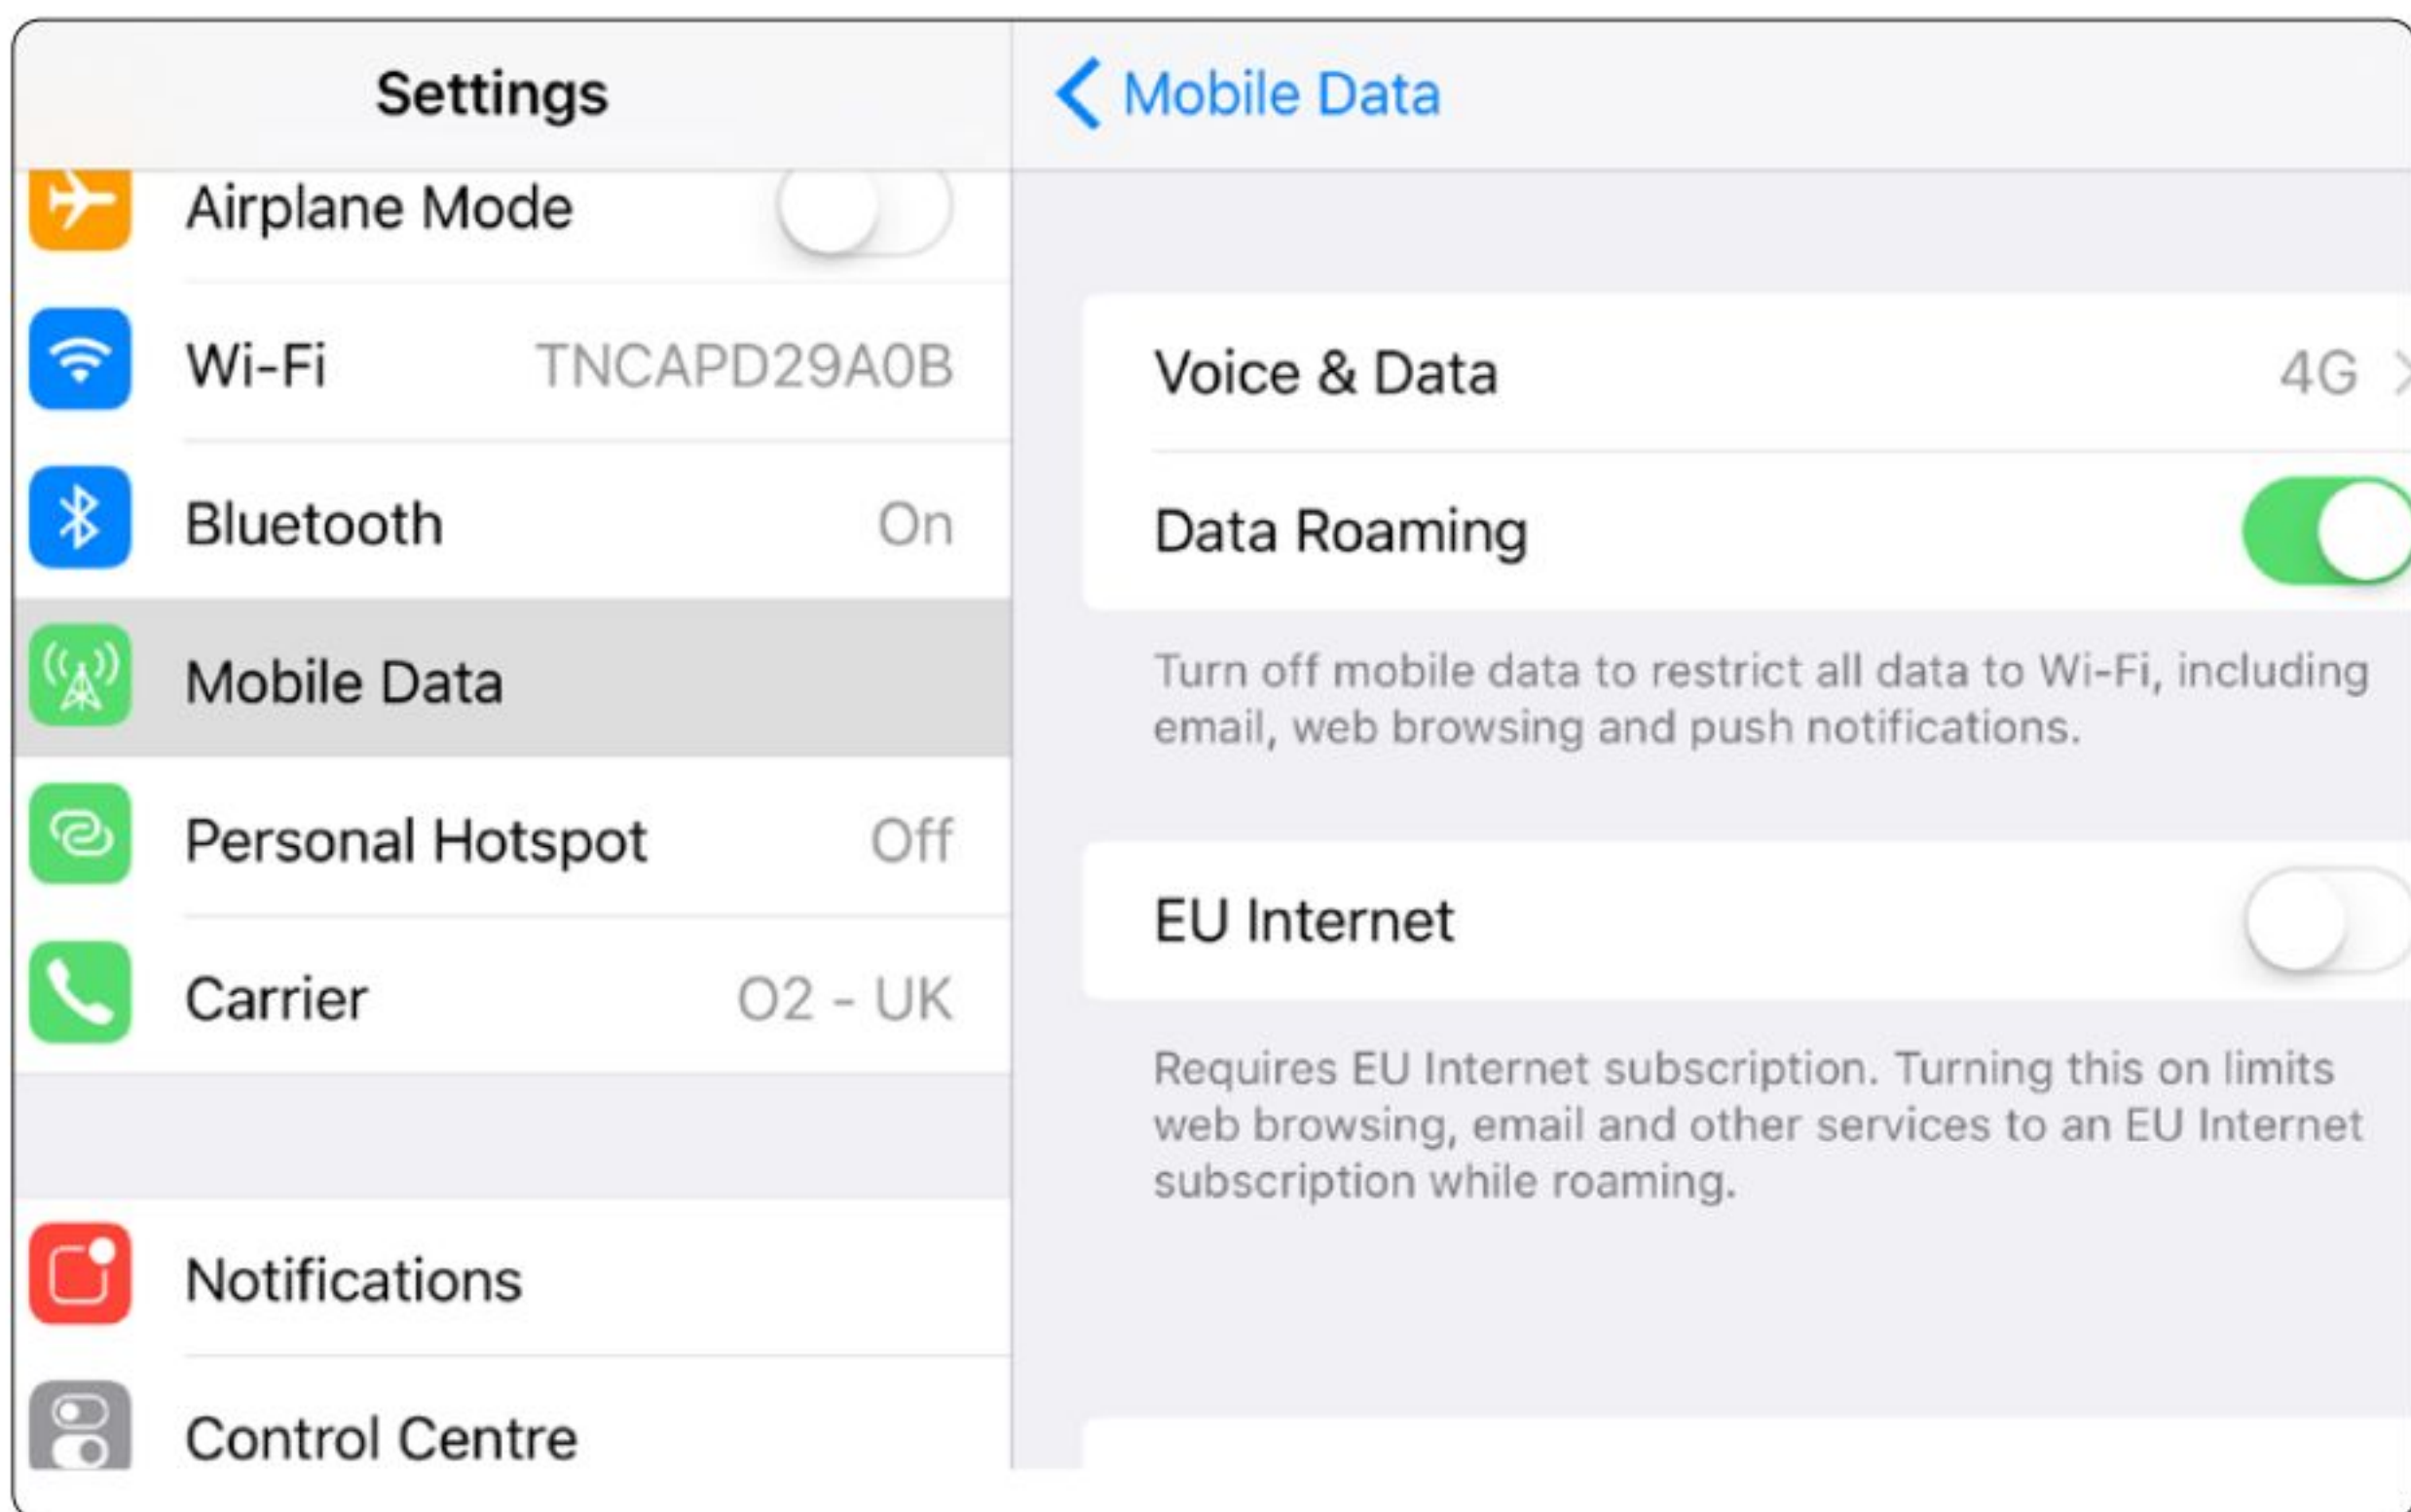 Settings
Airplane Mode
Wi-Fi TNCAPD29A0B
Bluetooth On
Mobile Data
Personal Hotspot Off
Carrier O2 - UK
Notifications
Control Centre
Mobile Data
Voice & Data 4G
Data Roaming
Turn off mobile data to restrict all data to Wi-Fi, including
email, web browsing and push notifications.
EU Internet
Requires EU Internet subscription. Turning this on limits
web browsing, email and other services to an EU Internet
subscription while roaming.